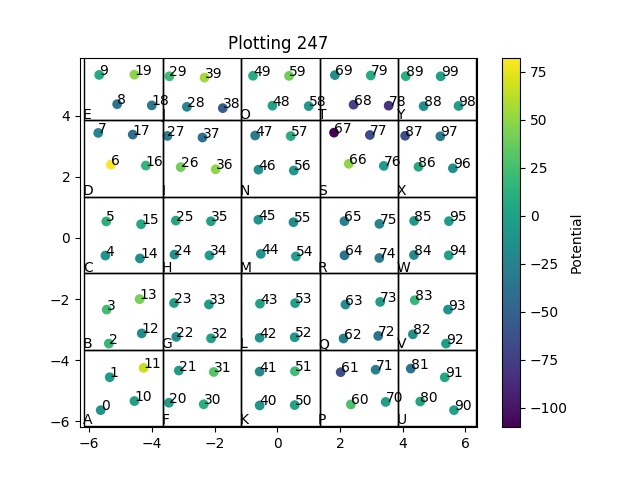 Plotting 247
9 19 29 39 49 59 69 79 89 99
8 18 28 38 48 58 68 78 88 98
E J O T Y
7 17 27 37 47 57 67 77 87 97
6 16 26 36 46 56 66 76 86 96
D I N S X
5 15 25 35 45 55 65 75 85 95
4 14 24 34 44 54 64 74 84 94
C H M R W
3 13 23 33 43 53 63 73 83 93
2 12 22 32 42 52 62 72 82 92
B G L Q V
1 11 21 31 41 51 61 71 81 91
0 10 20 30 40 50 60 70 80 90
A F K P U
4
2
0
−2
−4
−6
−6 −4 −2 0 2 4 6
75
50
25
0
−25
−50
−75
−100
Potential